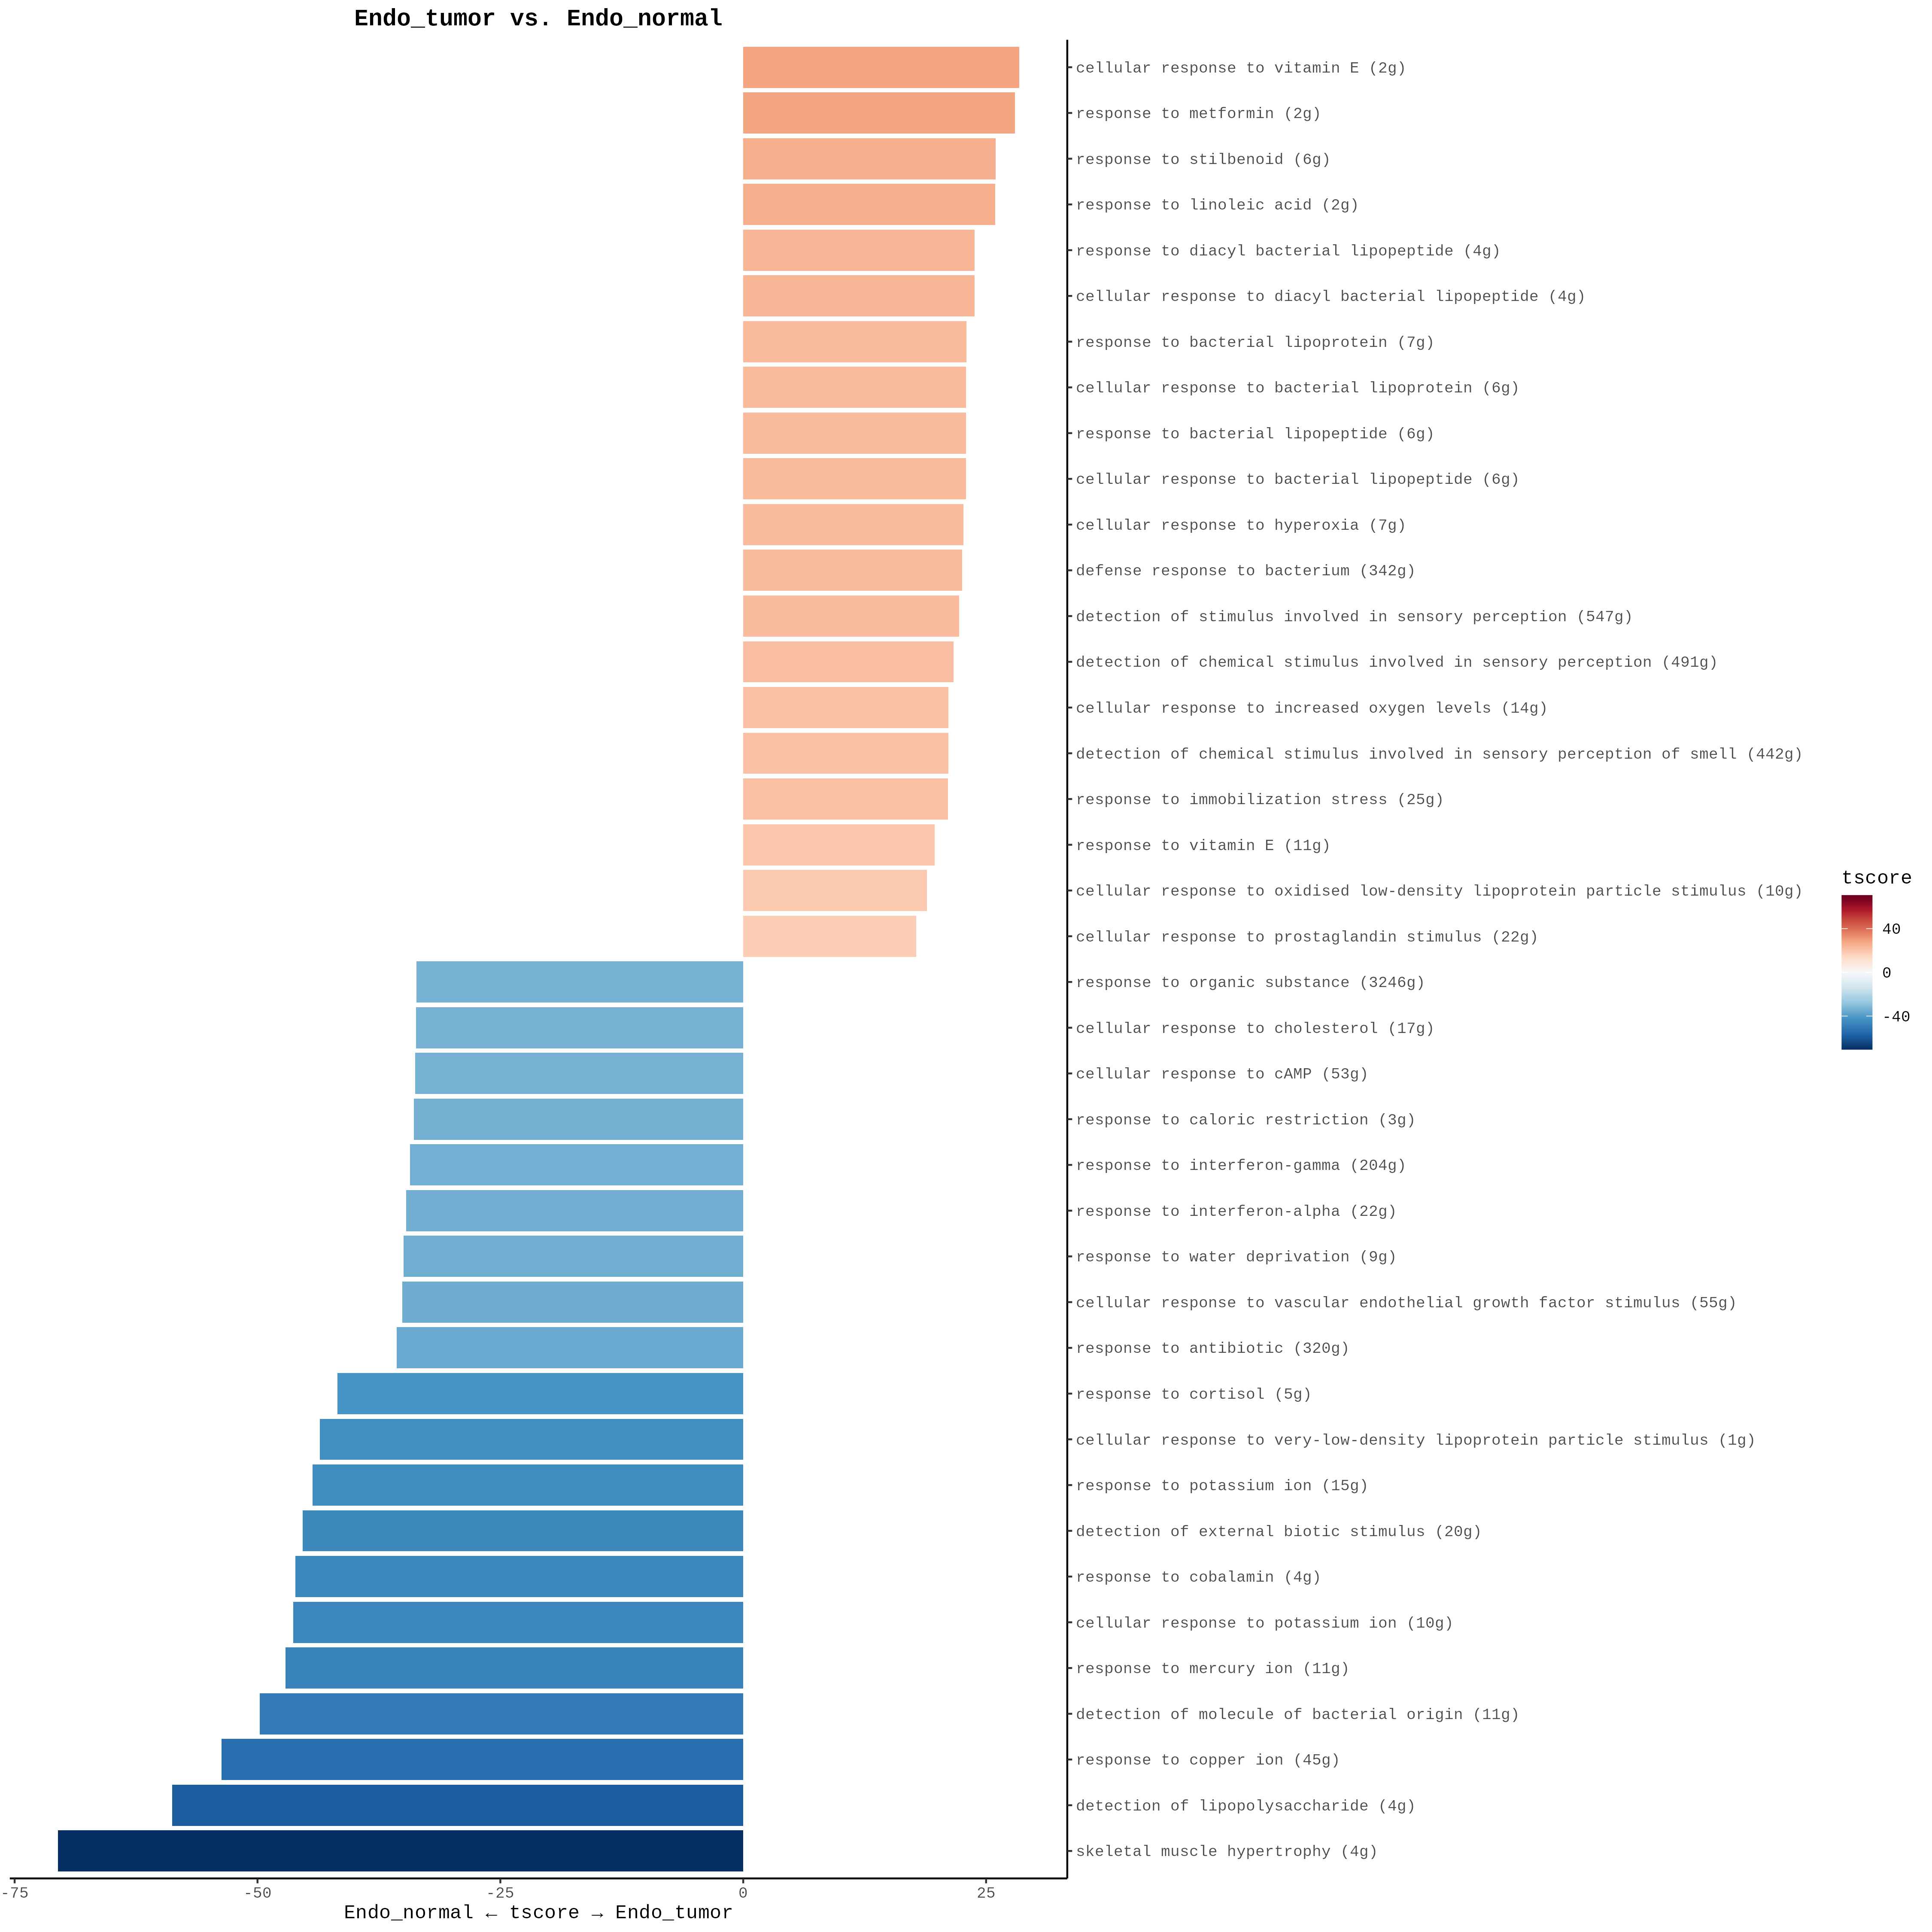 Endo_tumor vs. Endo_normal
cellular response to vitamin E (2g)
response to metformin (2g)
response to stilbenoid (6g)
response to linoleic acid (2g)
response to diacyl bacterial lipopeptide (4g)
cellular response to diacyl bacterial lipopeptide (4g)
response to bacterial lipoprotein (7g)
cellular response to bacterial lipoprotein (6g)
response to bacterial lipopeptide (6g)
cellular response to bacterial lipopeptide (6g)
cellular response to hyperoxia (7g)
defense response to bacterium (342g)
detection of stimulus involved in sensory perception (547g)
detection of chemical stimulus involved in sensory perception (491g)
cellular response to increased oxygen levels (14g)
detection of chemical stimulus involved in sensory perception of smell (442g)
response to immobilization stress (25g)
response to vitamin E (11g)
cellular response to oxidised low-density lipoprotein particle stimulus (10g)
cellular response to prostaglandin stimulus (22g)
response to organic substance (3246g)
cellular response to cholesterol (17g)
cellular response to cAMP (53g)
response to caloric restriction (3g)
response to interferon-gamma (204g)
response to interferon-alpha (22g)
response to water deprivation (9g)
cellular response to vascular endothelial growth factor stimulus (55g)
response to antibiotic (320g)
response to cortisol (5g)
cellular response to very-low-density lipoprotein particle stimulus (1g)
response to potassium ion (15g)
detection of external biotic stimulus (20g)
response to cobalamin (4g)
cellular response to potassium ion (10g)
response to mercury ion (11g)
detection of molecule of bacterial origin (11g)
response to copper ion (45g)
detection of lipopolysaccharide (4g)
skeletal muscle hypertrophy (4g)
-75 -50 -25 0 25
Endo_normal ← tscore → Endo_tumor
tscore
40
0
-40